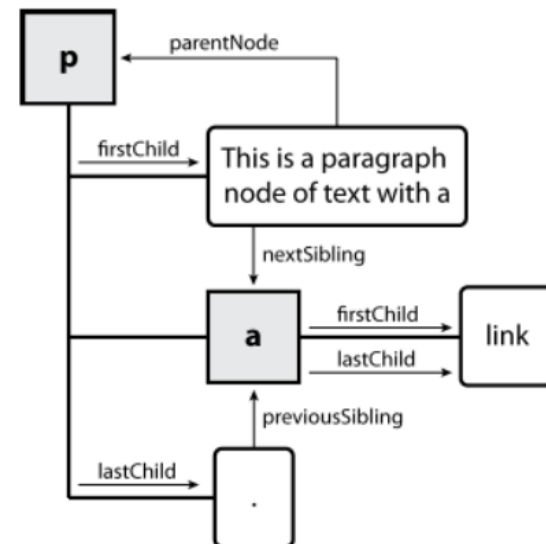 p
parentNode
firstChild
This is a paragraph
node of text with a
nextSibling
a
firstChild
lastChild
link
previousSibling
lastChild
.